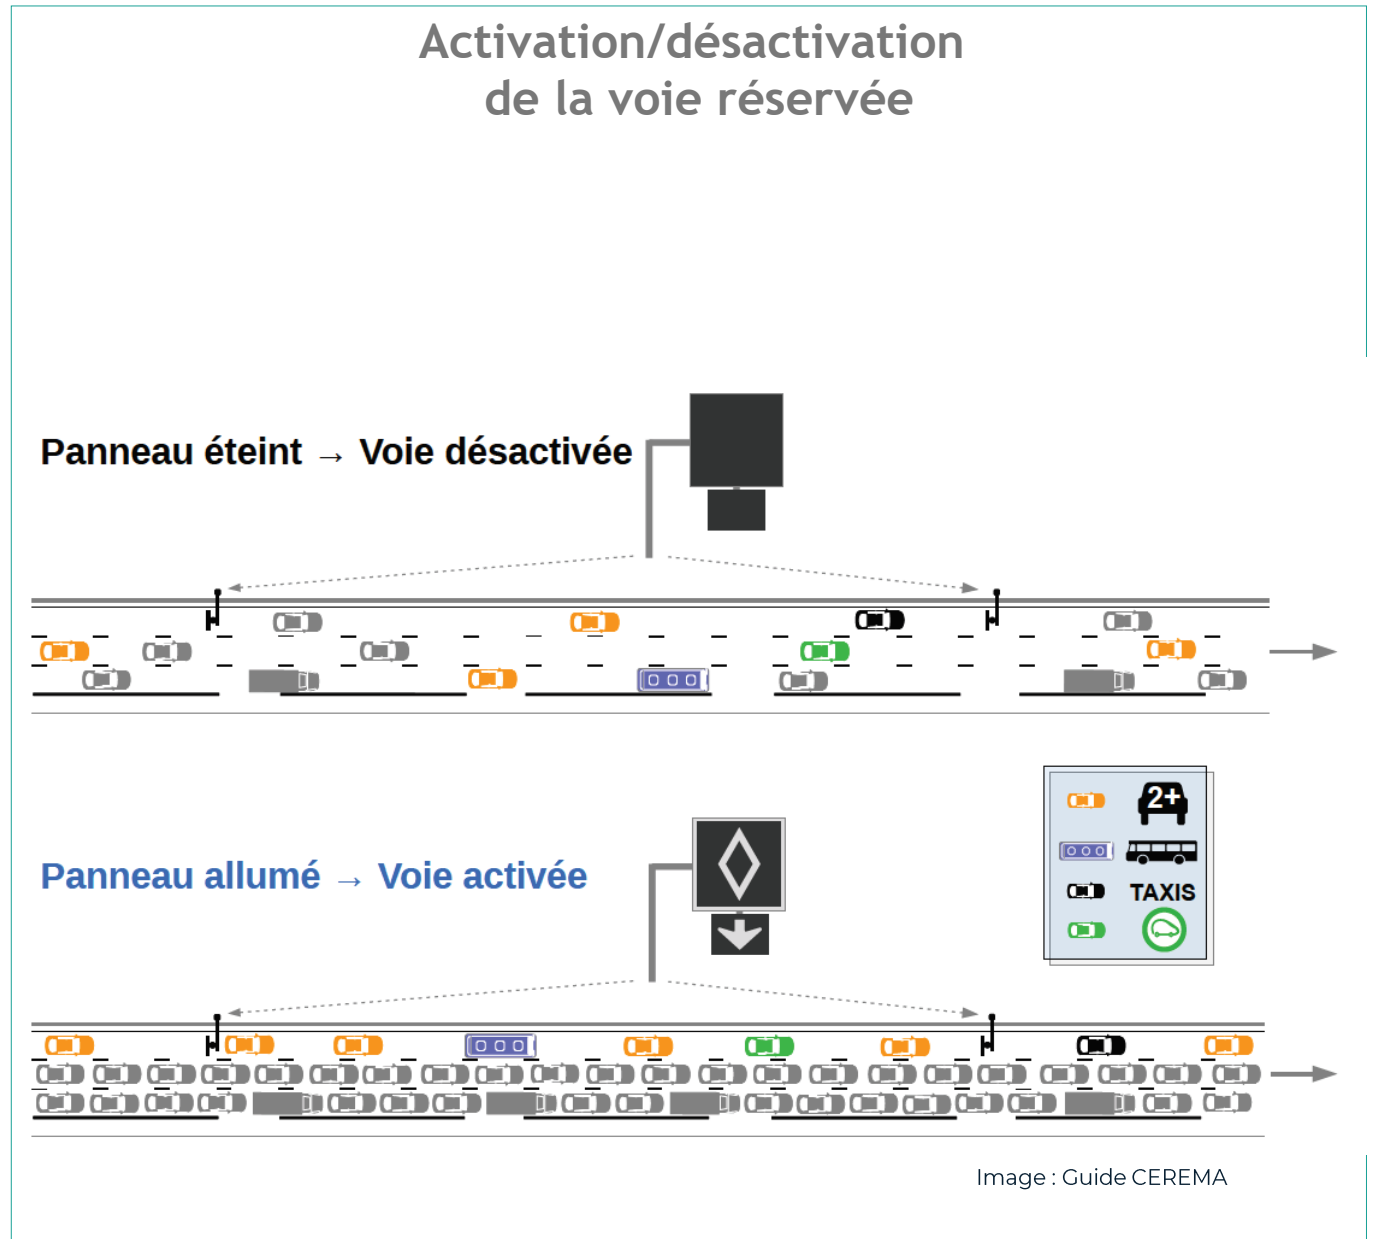 Activation/désactivation
de la voie réservée
Panneau éteint → Voie désactivée
Panneau allumé → Voie activée
2+
TAXIS
Image : Guide CEREMA